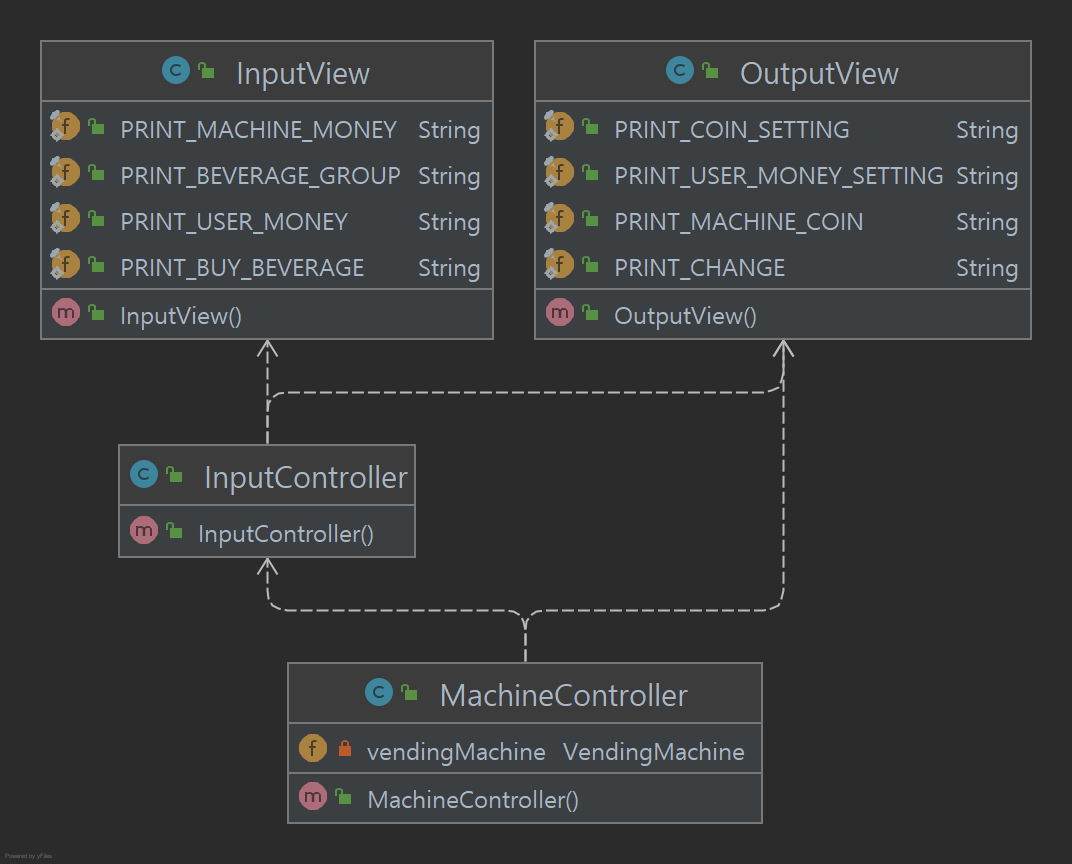 InputView
PRINT_MACHINE_MONEY String
PRINT_BEVERAGE_GROUP String
PRINT_USER_MONEY String
PRINT_BUY_BEVERAGE String
InputView()
OutputView
PRINT_COIN_SETTING String
PRINT_USER_MONEY_SETTING String
PRINT_MACHINE_COIN String
PRINT_CHANGE String
OutputView()
InputController
InputController()
MachineController
vendingMachine VendingMachine
MachineController()
Powered by yFiles